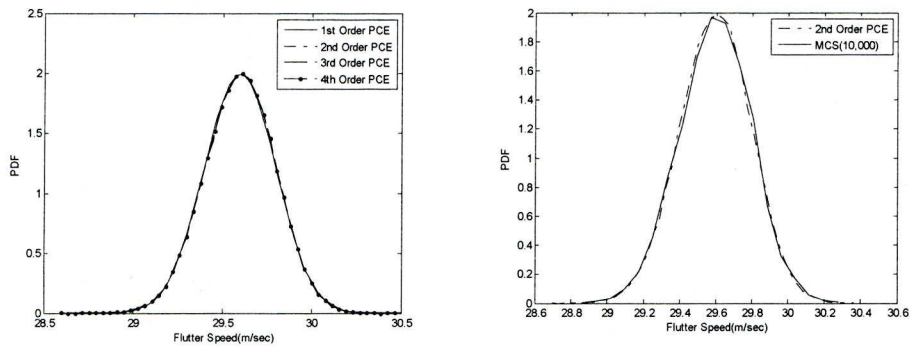 1st Order PCE
2nd Order PCE
3rd Order PCE
4th Order PCE
2.5
2
1.5
1
0.5
0
PDF
28.5 29 29.5 30 30.5
Flutter Speed(m/sec)
2nd Order PCE
MCS(10,000)
2
1.8
1.6
1.4
1.2
1
0.8
0.6
0.4
0.2
0
PDF
28.6 28.8 29 29.2 29.4 29.6 29.8 30 30.2 30.4 30.6
Flutter Speed(m/sec)